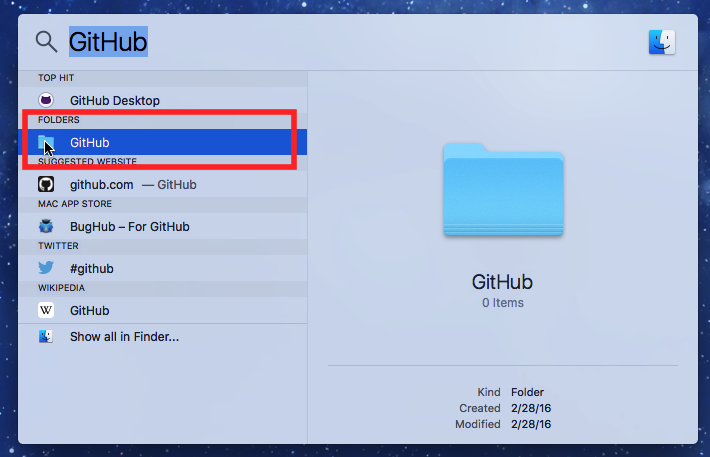 GitHub
TOP HIT
GitHub Desktop
FOLDERS
GitHub
SUGGESTED WEBSITE
github.com — GitHub
MAC APP STORE
BugHub – For GitHub
TWITTER
#github
WIKIPEDIA
W GitHub
Show all in Finder...
GitHub
0 Items
Kind Folder
Created 2/28/16
Modified 2/28/16